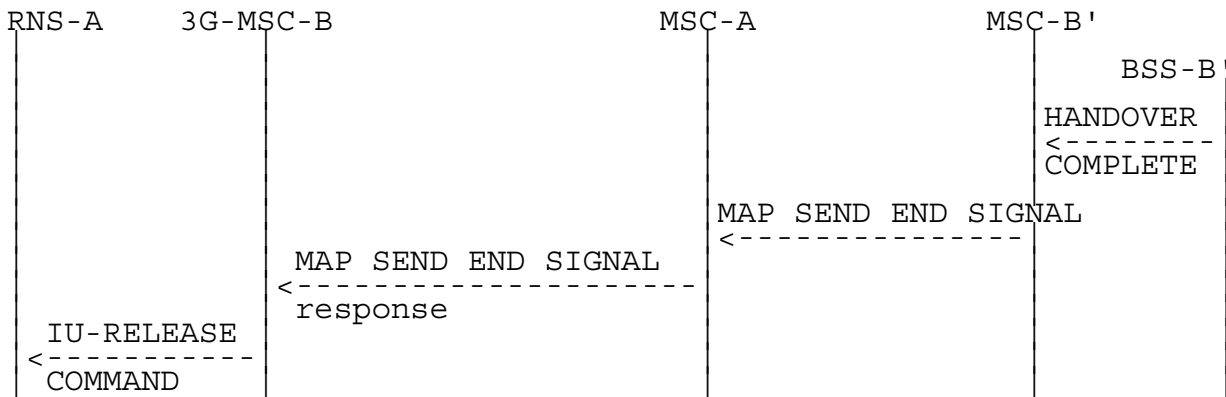 RNS-A 3G-MSC-B MSC-A MSC-B'
BSS-B'
HANDOVER
COMPLETE
MAP SEND END SIGNAL
MAP SEND END SIGNAL
response
IU-RELEASE
COMMAND